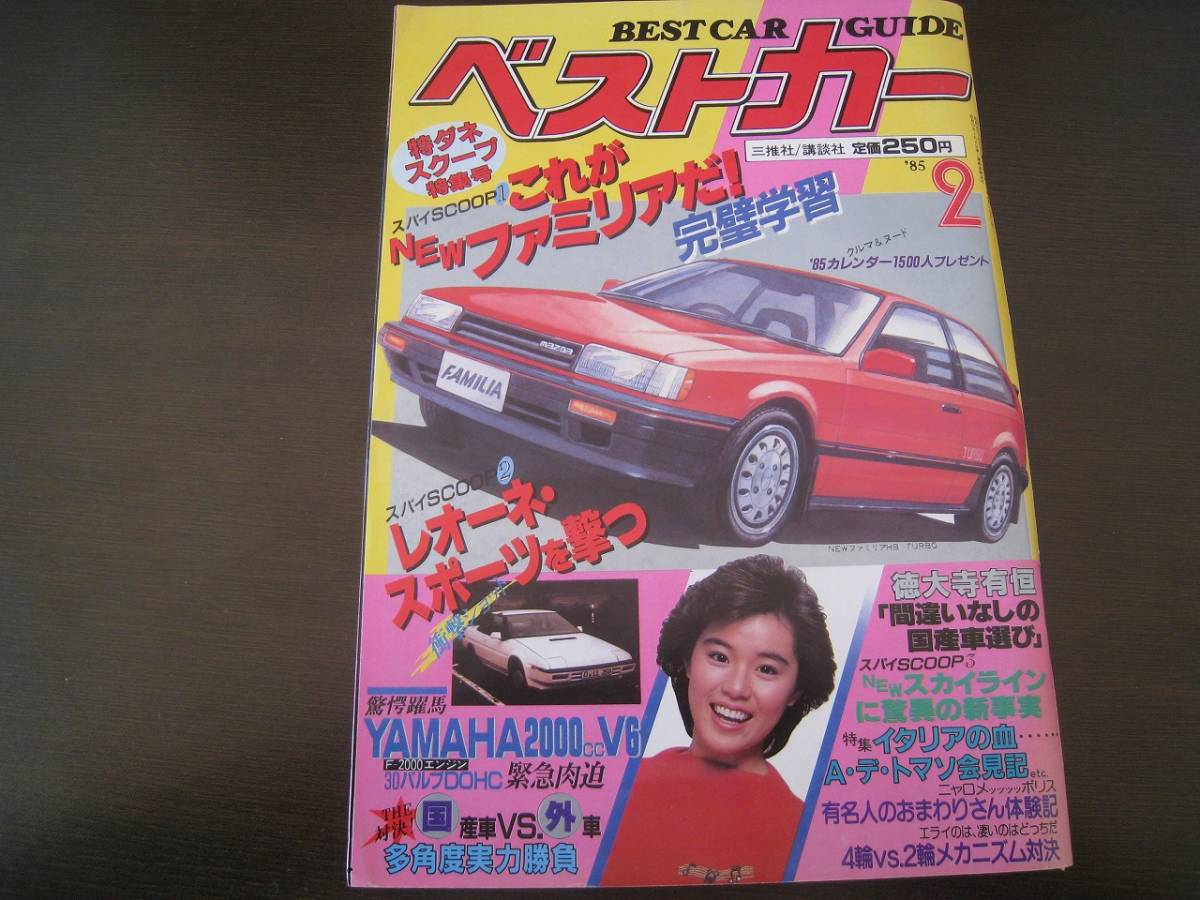 BEST CAR GUIDE
ベストカー
特ダネ
スクープ
特集号
三推社/講談社 定価250円
'85
2
スパイSCOOP1
これが
NEWファミリアだ!
完璧学習
クルマ&ヌード
'85カレンダー1500人プレゼント
mazda
FAMILIA
TURBO
NEWファミリアHB TURBO
スパイSCOOP2
レオーネ・
スポーツを撃つ
衝撃
徳大寺有恒
「間違いなしの
国産車選び」
スパイSCOOP3
NEWスカイライン
に驚異の新事実
特集イタリアの血……
A・デ・トマソ会見記etc.
ニャロメッッッッポリス
有名人のおまわりさん体験記
エライのは、凄いのはどっちだ
4輪vs.2輪メカニズム対決
驚愕躍馬
YAMAHA2000ccV6
F-2000エンジン
30バルブDOHC 緊急肉迫
THE
対決
国産車VS.外車
多角度実力勝負